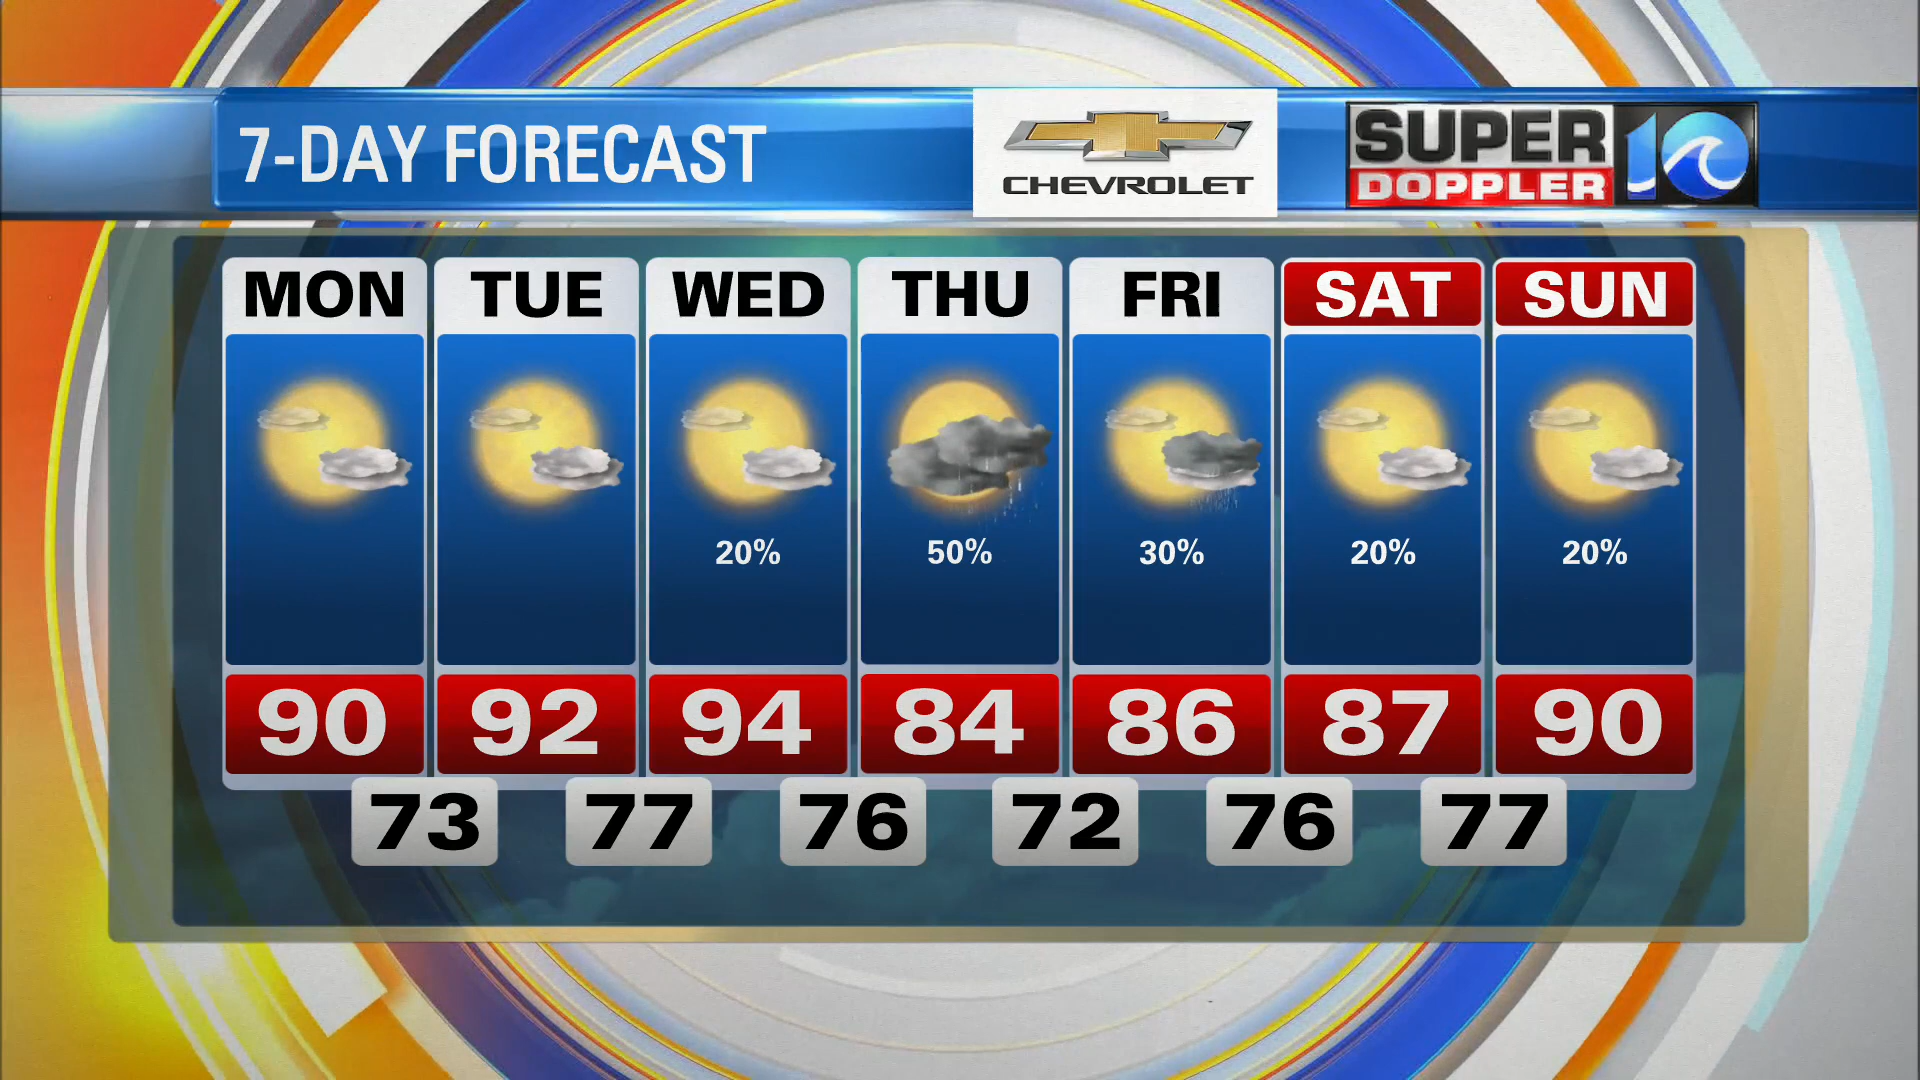 7-DAY FORECAST
CHEVROLET
SUPER
DOPPLER
10
MON TUE WED THU FRI SAT SUN
20% 50% 30% 20% 20%
90 92 94 84 86 87 90
73 77 76 72 76 77